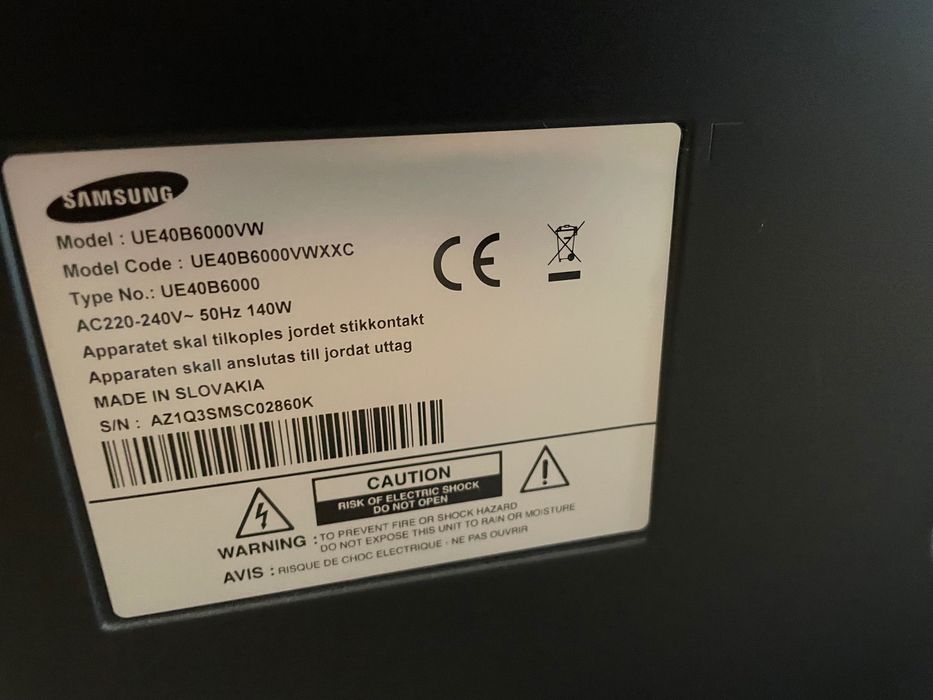 SAMSUNG
Model : UE40B6000VW
Model Code : UE40B6000VWXXC
Type No.: UE40B6000
AC220-240V~ 50Hz 140W
Apparatet skal tilkoples jordet stikkontakt
Apparaten skall anslutas till jordat uttag
MADE IN SLOVAKIA
S/N : AZ1Q3SMSC02860K
CE
CAUTION
RISK OF ELECTRIC SHOCK
DO NOT OPEN
WARNING : TO PREVENT FIRE OR SHOCK HAZARD
DO NOT EXPOSE THIS UNIT TO RAIN OR MOISTURE
AVIS : RISQUE DE CHOC ELECTRIQUE - NE PAS OUVRIR